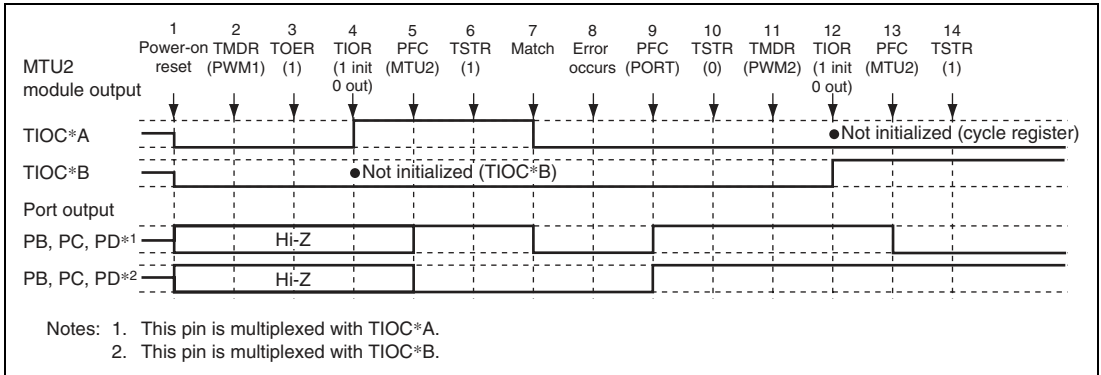 1 2 3 4 5 6 7 8 9 10 11 12 13 14
Power-on TMDR TOER TIOR PFC TSTR Match Error PFC TSTR TMDR TIOR PFC TSTR
reset (PWM1) (1) (1 init (MTU2) (1) occurs (PORT) (0) (PWM2) (1 init (MTU2) (1)
0 out) 0 out)
MTU2
module output
TIOC*A
●Not initialized (cycle register)
TIOC*B
●Not initialized (TIOC*B)
Port output
PB, PC, PD*1
Hi-Z
PB, PC, PD*2
Hi-Z
Notes: 1. This pin is multiplexed with TIOC*A.
2. This pin is multiplexed with TIOC*B.